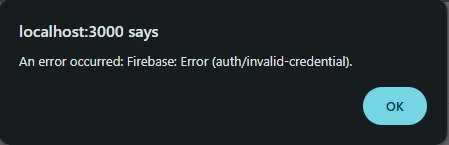 localhost:3000 says
An error occurred: Firebase: Error (auth/invalid-credential).
OK